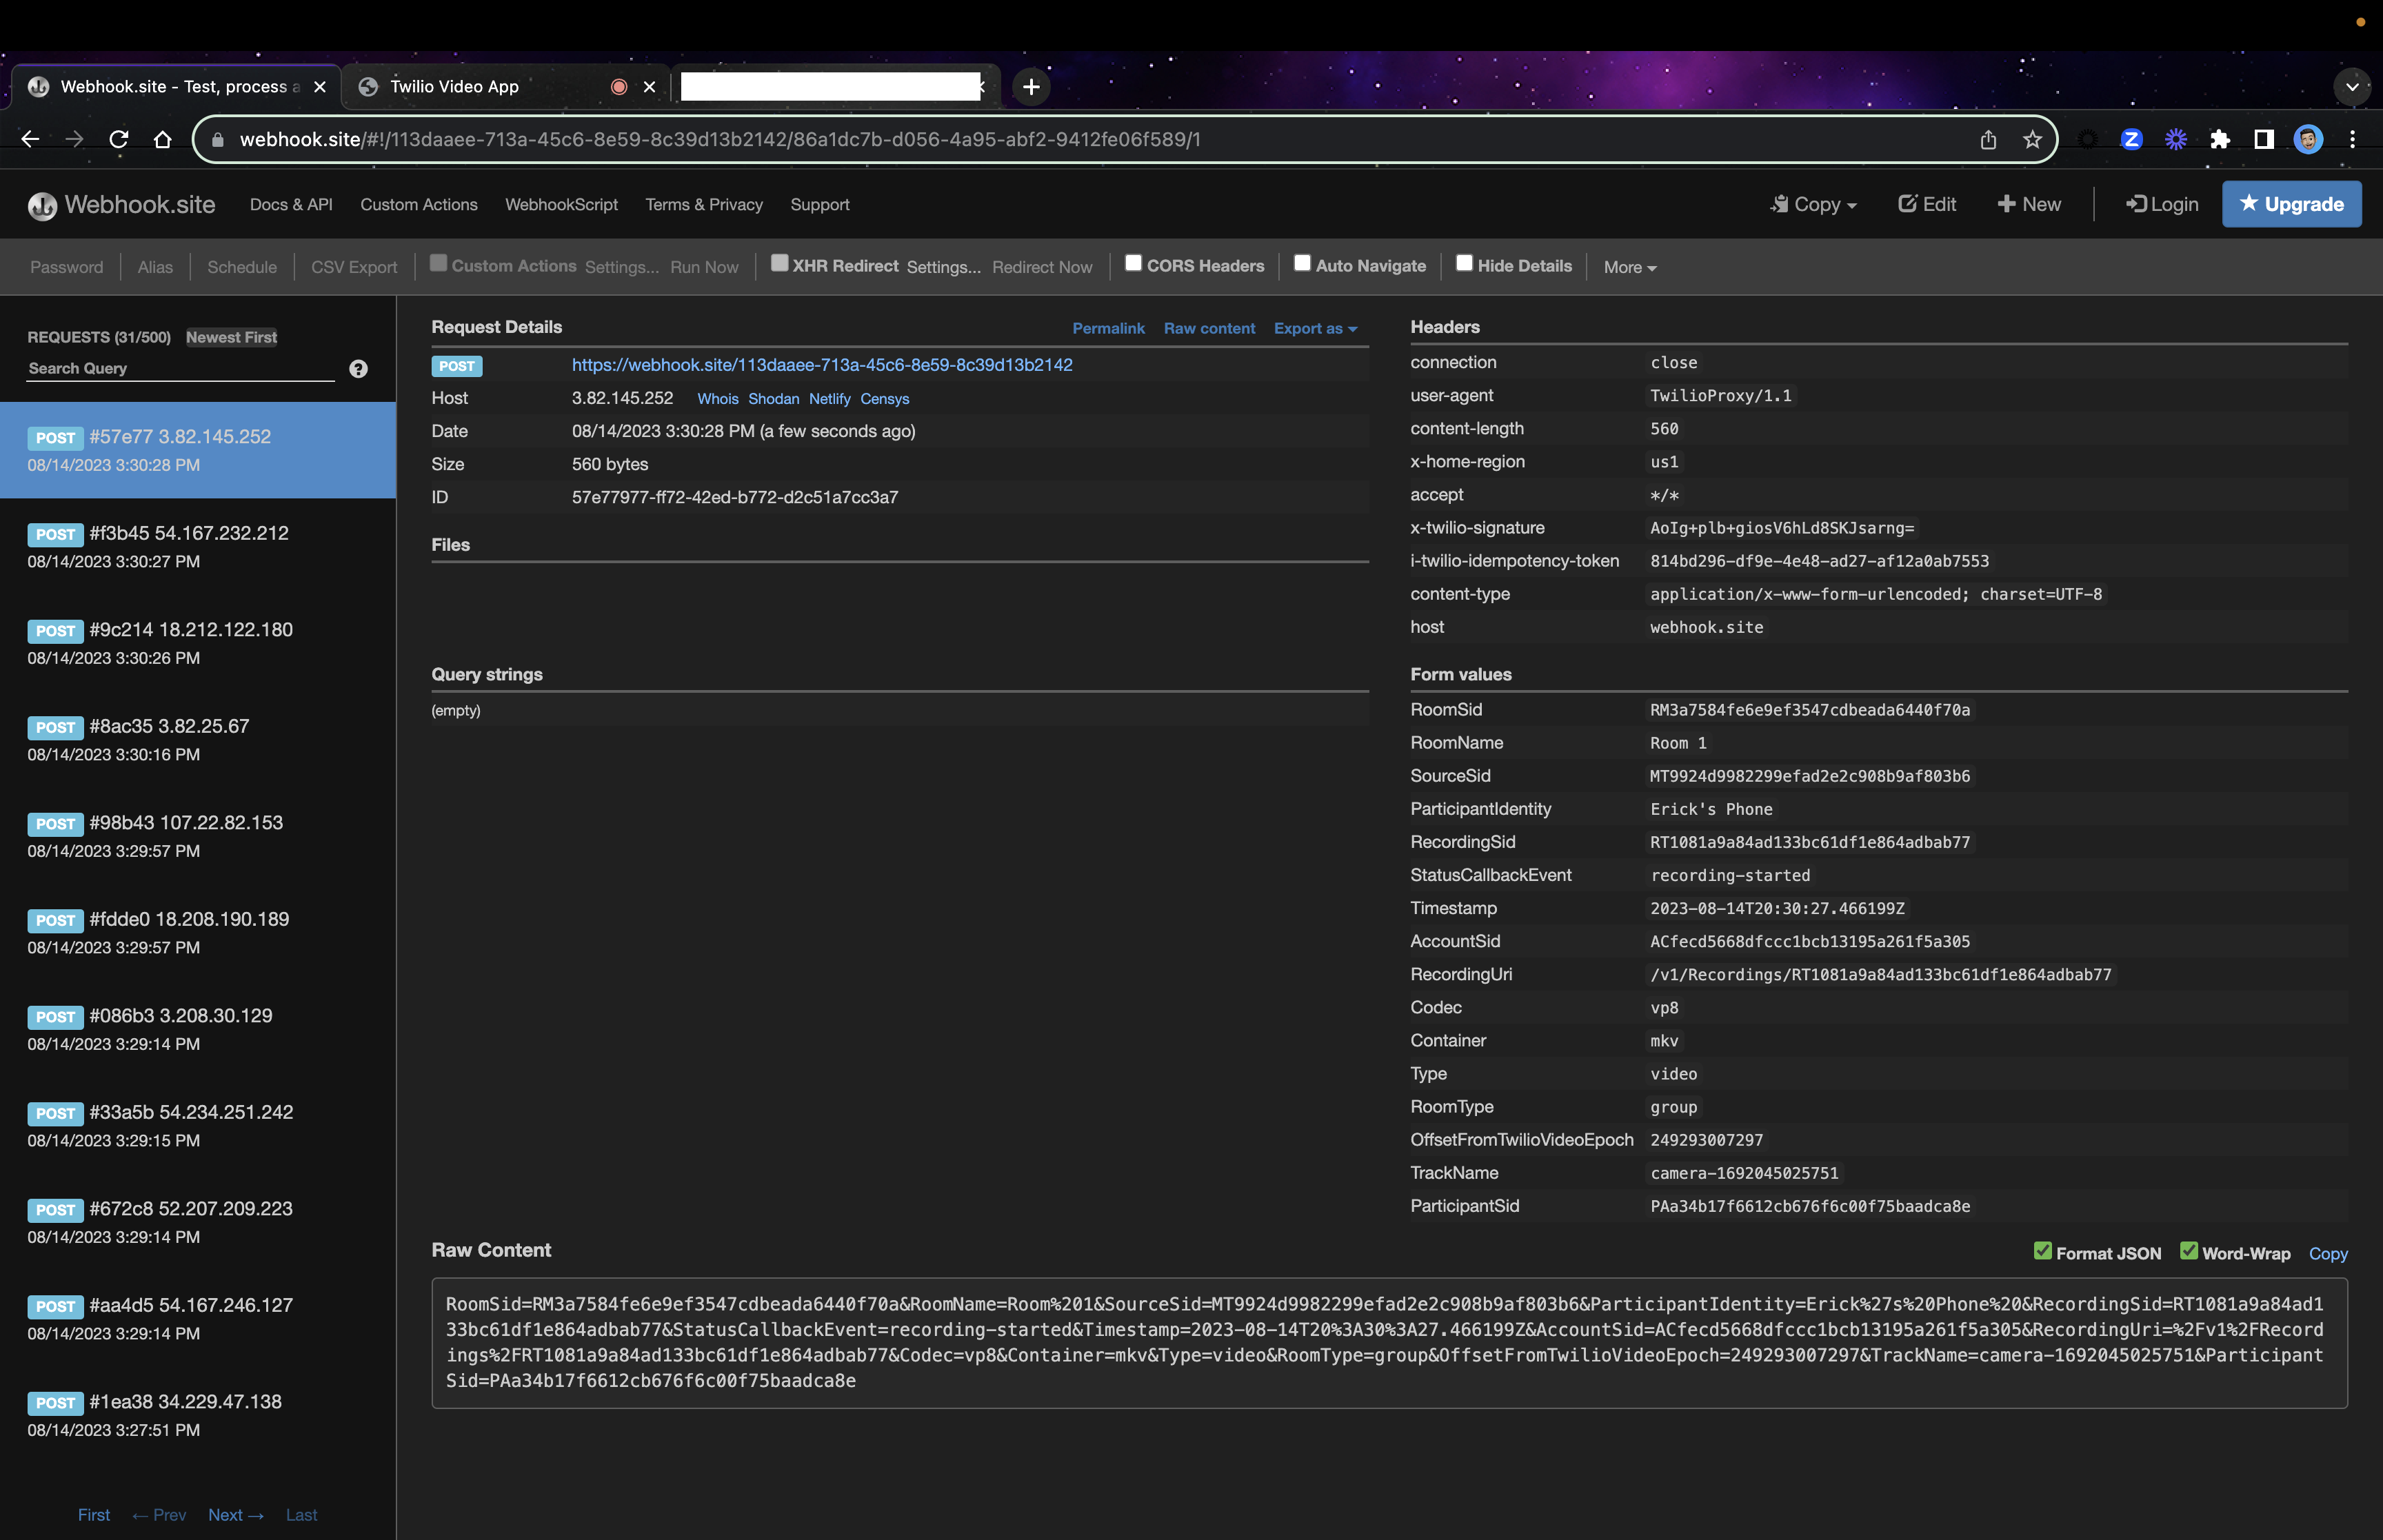 Webhook.site - Test, process a
Twilio Video App
webhook.site/#!/113daaee-713a-45c6-8e59-8c39d13b2142/86a1dc7b-d056-4a95-abf2-9412fe06f589/1
Webhook.site Docs & API Custom Actions WebhookScript Terms & Privacy Support Copy Edit New Login Upgrade
Password Alias Schedule CSV Export Custom Actions Settings... Run Now XHR Redirect Settings... Redirect Now CORS Headers Auto Navigate Hide Details More
REQUESTS (31/500) Newest First
Search Query
POST #57e77 3.82.145.252
08/14/2023 3:30:28 PM
POST #f3b45 54.167.232.212
08/14/2023 3:30:27 PM
POST #9c214 18.212.122.180
08/14/2023 3:30:26 PM
POST #8ac35 3.82.25.67
08/14/2023 3:30:16 PM
POST #98b43 107.22.82.153
08/14/2023 3:29:57 PM
POST #fdde0 18.208.190.189
08/14/2023 3:29:57 PM
POST #086b3 3.208.30.129
08/14/2023 3:29:14 PM
POST #33a5b 54.234.251.242
08/14/2023 3:29:15 PM
POST #672c8 52.207.209.223
08/14/2023 3:29:14 PM
POST #aa4d5 54.167.246.127
08/14/2023 3:29:14 PM
POST #1ea38 34.229.47.138
08/14/2023 3:27:51 PM
First ← Prev Next → Last
Request Details Permalink Raw content Export as
POST https://webhook.site/113daaee-713a-45c6-8e59-8c39d13b2142
Host 3.82.145.252 Whois Shodan Netlify Censys
Date 08/14/2023 3:30:28 PM (a few seconds ago)
Size 560 bytes
ID 57e77977-ff72-42ed-b772-d2c51a7cc3a7
Files
Query strings
(empty)
Headers
connection close
user-agent TwilioProxy/1.1
content-length 560
x-home-region us1
accept */*
x-twilio-signature AoIg+plb+giosV6hLd8SKJsarng=
i-twilio-idempotency-token 814bd296-df9e-4e48-ad27-af12a0ab7553
content-type application/x-www-form-urlencoded; charset=UTF-8
host webhook.site
Form values
RoomSid RM3a7584fe6e9ef3547cdbeada6440f70a
RoomName Room 1
SourceSid MT9924d9982299efad2e2c908b9af803b6
ParticipantIdentity Erick's Phone
RecordingSid RT1081a9a84ad133bc61df1e864adbab77
StatusCallbackEvent recording-started
Timestamp 2023-08-14T20:30:27.466199Z
AccountSid ACfecd5668dfccc1bcb13195a261f5a305
RecordingUri /v1/Recordings/RT1081a9a84ad133bc61df1e864adbab77
Codec vp8
Container mkv
Type video
RoomType group
OffsetFromTwilioVideoEpoch 249293007297
TrackName camera-1692045025751
ParticipantSid PAa34b17f6612cb676f6c00f75baadca8e
Raw Content Format JSON Word-Wrap Copy
RoomSid=RM3a7584fe6e9ef3547cdbeada6440f70a&RoomName=Room%201&SourceSid=MT9924d9982299efad2e2c908b9af803b6&ParticipantIdentity=Erick%27s%20Phone%20&RecordingSid=RT1081a9a84ad1
33bc61df1e864adbab77&StatusCallbackEvent=recording-started&Timestamp=2023-08-14T20%3A30%3A27.466199Z&AccountSid=ACfecd5668dfccc1bcb13195a261f5a305&RecordingUri=%2Fv1%2FRecord
ings%2FRT1081a9a84ad133bc61df1e864adbab77&Codec=vp8&Container=mkv&Type=video&RoomType=group&OffsetFromTwilioVideoEpoch=249293007297&TrackName=camera-1692045025751&Participant
Sid=PAa34b17f6612cb676f6c00f75baadca8e